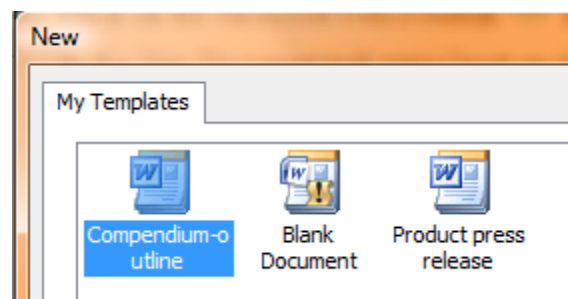 New
My Templates
Compendium-o
utline
Blank
Document
Product press
release